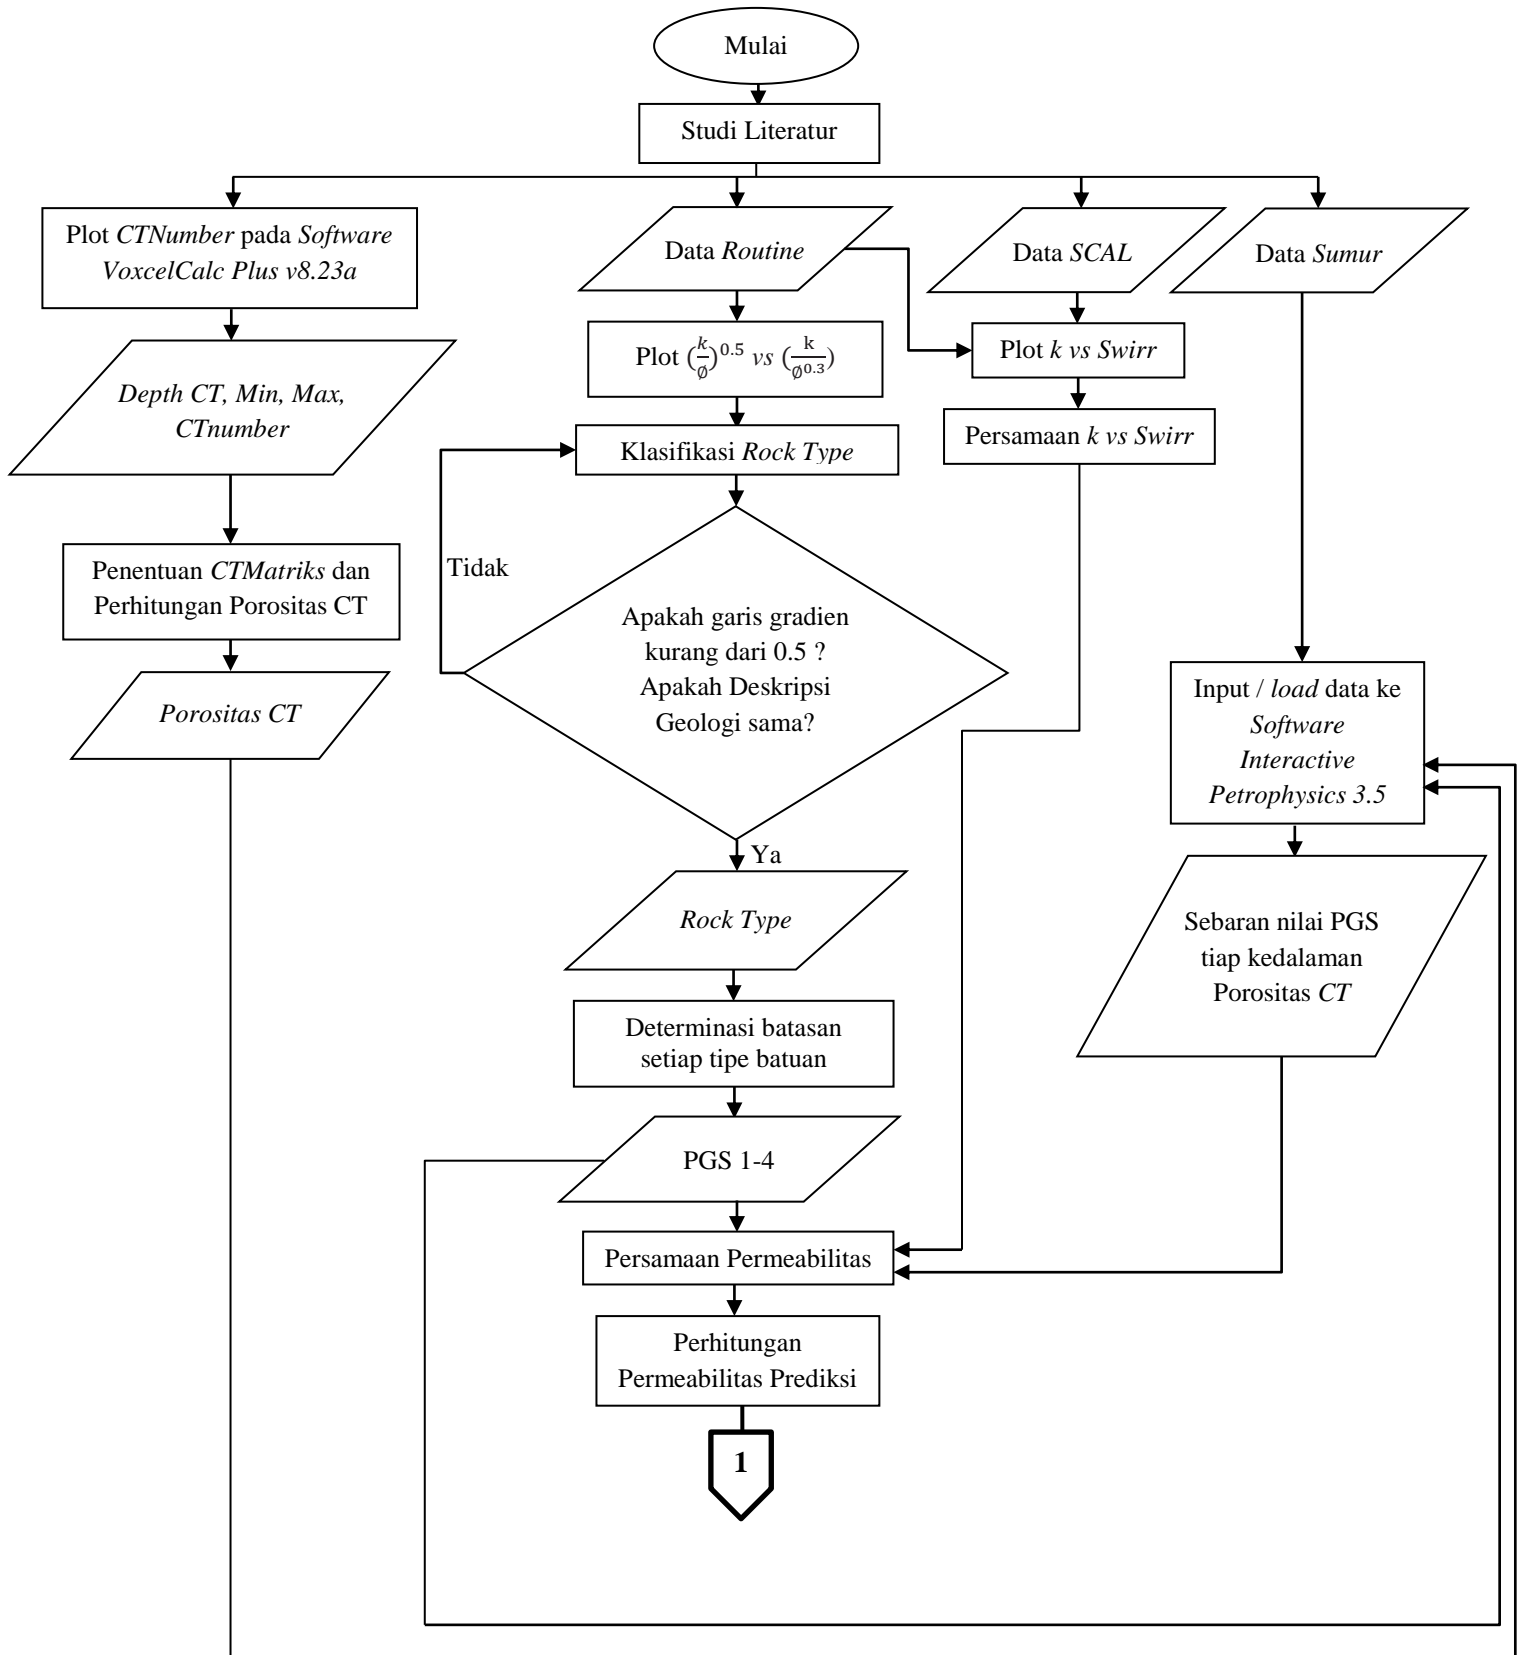 Mulai
Studi Literatur
Plot CTNumber pada Software
VoxcelCalc Plus v8.23a
Data Routine
Data SCAL
Data Sumur
Plot (k/∅)^0.5 vs (k/∅^0.3)
Plot k vs Swirr
Depth CT, Min, Max,
CTnumber
Klasifikasi Rock Type
Persamaan k vs Swirr
Tidak
Penentuan CTMatriks dan
Perhitungan Porositas CT
Apakah garis gradien
kurang dari 0.5 ?
Apakah Deskripsi
Geologi sama?
Porositas CT
Input / load data ke
Software
Interactive
Petrophysics 3.5
Ya
Rock Type
Sebaran nilai PGS
tiap kedalaman
Porositas CT
Determinasi batasan
setiap tipe batuan
PGS 1-4
Persamaan Permeabilitas
Perhitungan
Permeabilitas Prediksi
1